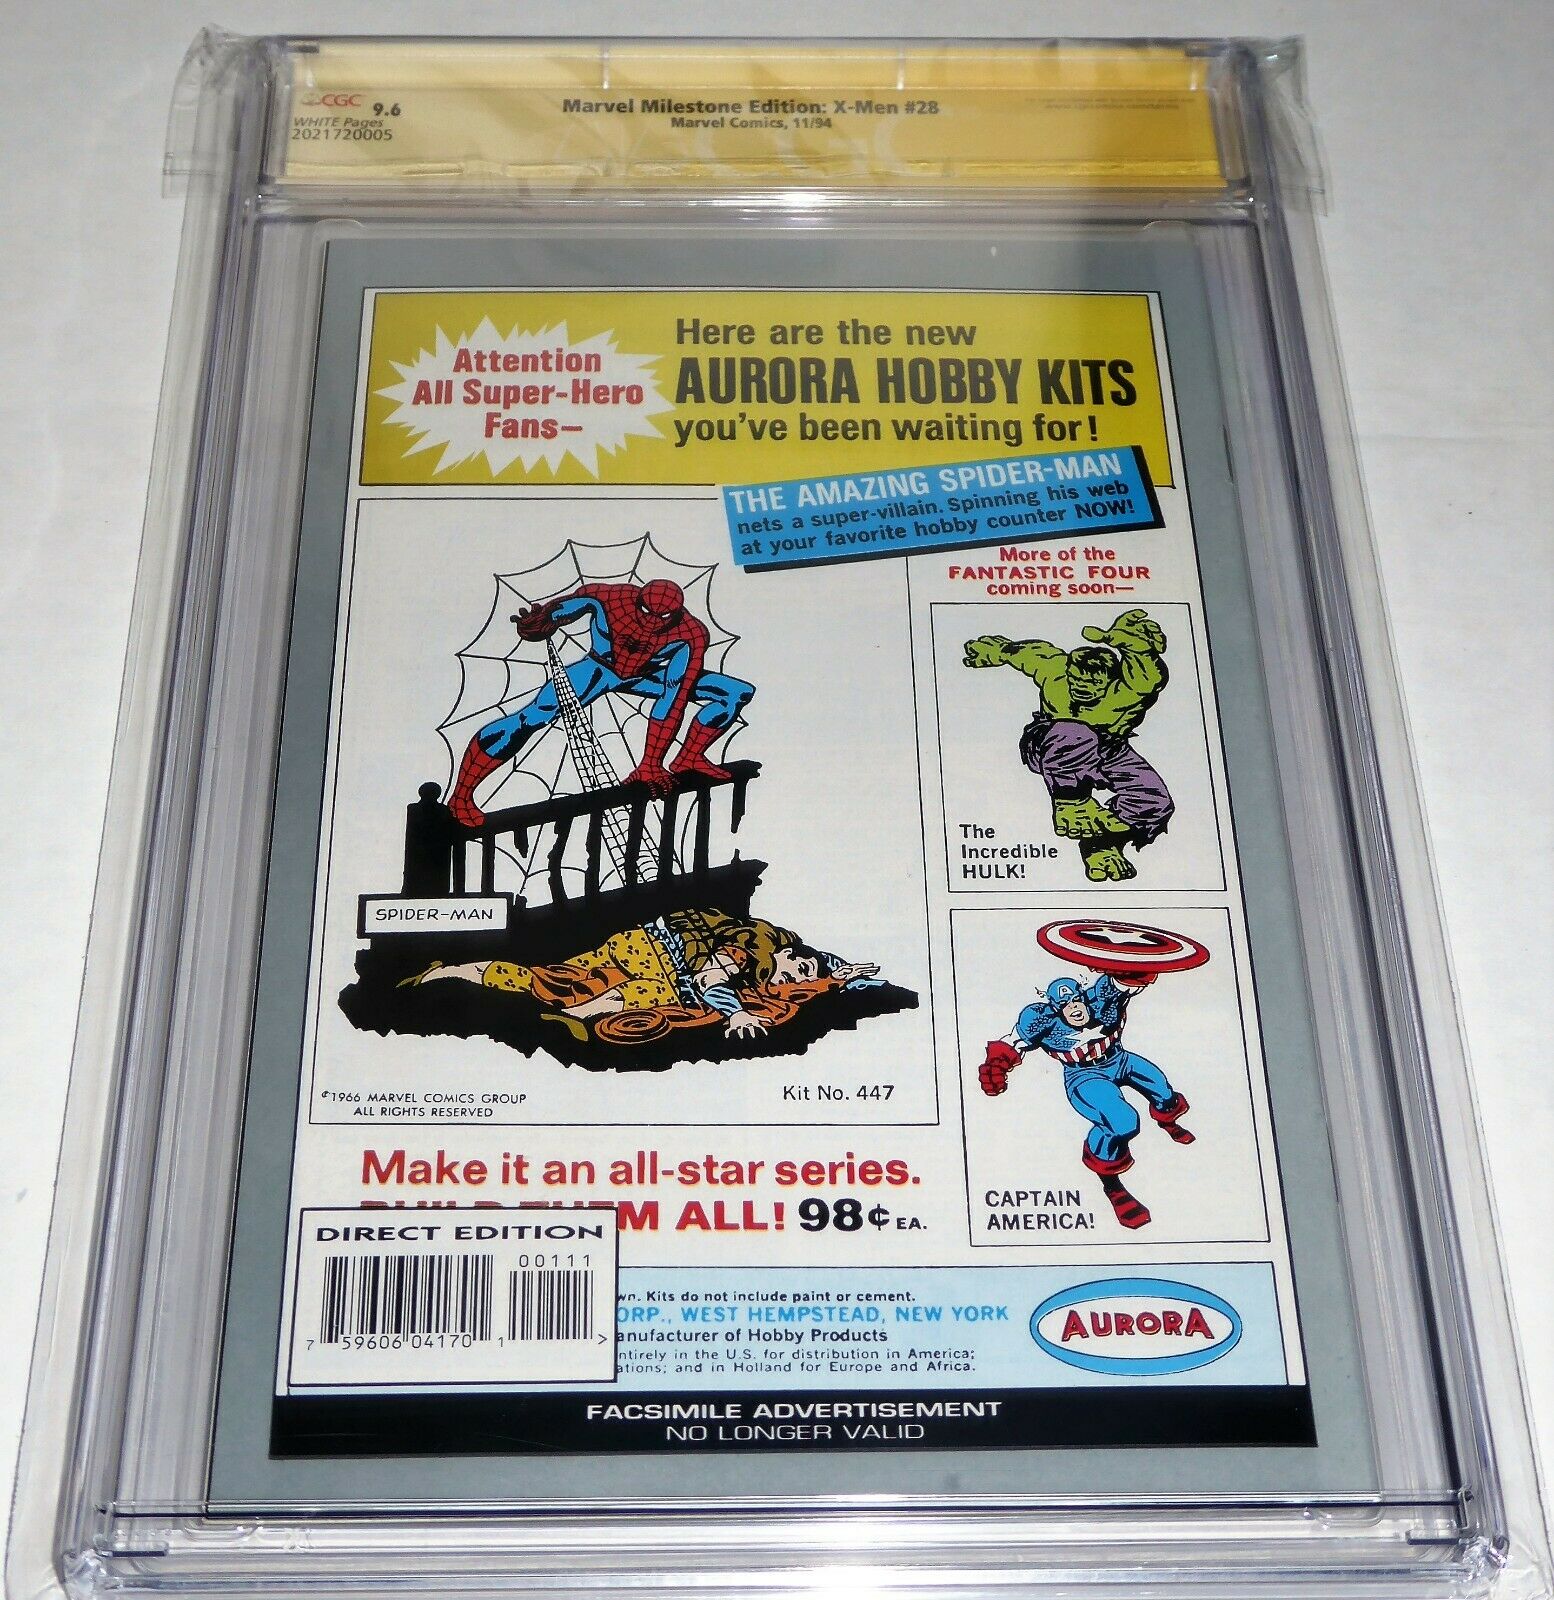 CGC 9.6
WHITE Pages
2021720005
Marvel Milestone Edition: X-Men #28
Marvel Comics, 11/94
CGC
Attention
All Super-Hero
Fans—
Here are the new
AURORA HOBBY KITS
you've been waiting for!
THE AMAZING SPIDER-MAN
nets a super-villain. Spinning his web
at your favorite hobby counter NOW!
More of the
FANTASTIC FOUR
coming soon—
The
Incredible
HULK!
SPIDER-MAN
©1966 MARVEL COMICS GROUP
ALL RIGHTS RESERVED
Kit No. 447
CAPTAIN
AMERICA!
Make it an all-star series.
ALL! 98¢ EA.
DIRECT EDITION
00111
7 59606 04170 1 >
Kits do not include paint or cement.
ORP., WEST HEMPSTEAD, NEW YORK
anufacturer of Hobby Products
ntirely in the U.S. for distribution in America;
ations; and in Holland for Europe and Africa.
AURORA
FACSIMILE ADVERTISEMENT
NO LONGER VALID